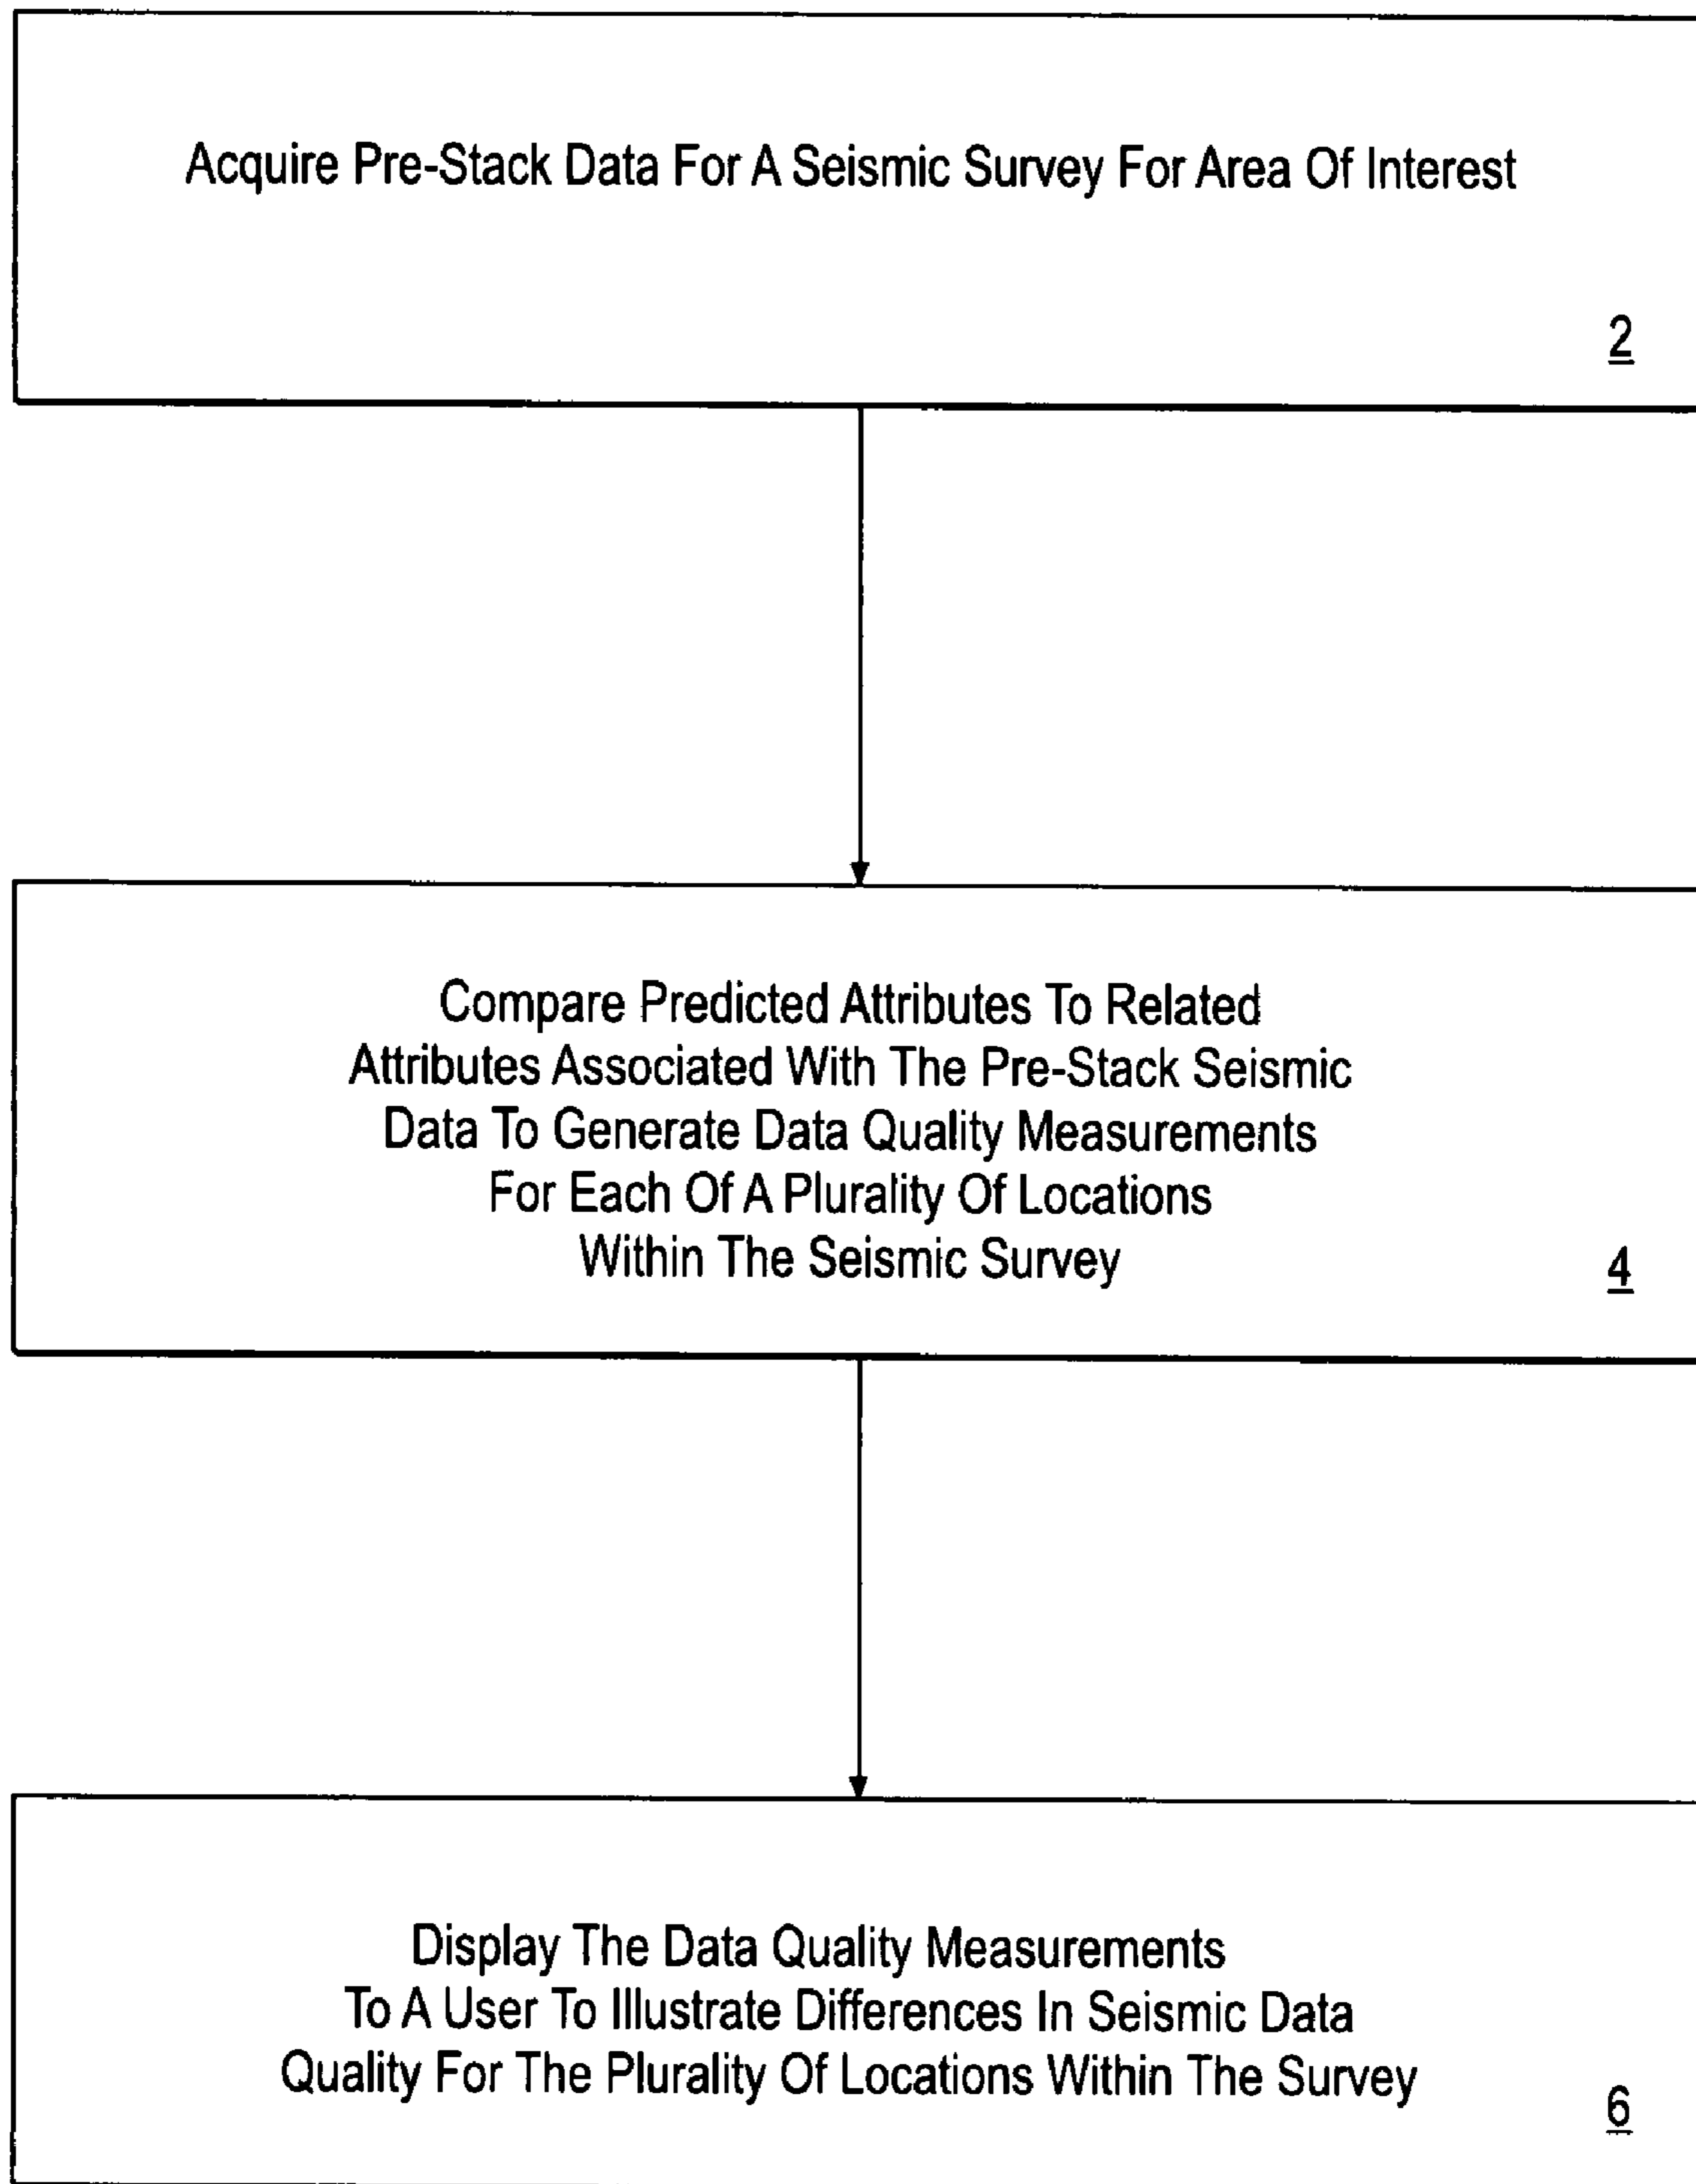 Acquire Pre-Stack Data For A Seismic Survey For Area Of Interest
2
Compare Predicted Attributes To Related
Attributes Associated With The Pre-Stack Seismic
Data To Generate Data Quality Measurements
For Each Of A Plurality Of Locations
Within The Seismic Survey
4
Display The Data Quality Measurements
To A User To Illustrate Differences In Seismic Data
Quality For The Plurality Of Locations Within The Survey
6